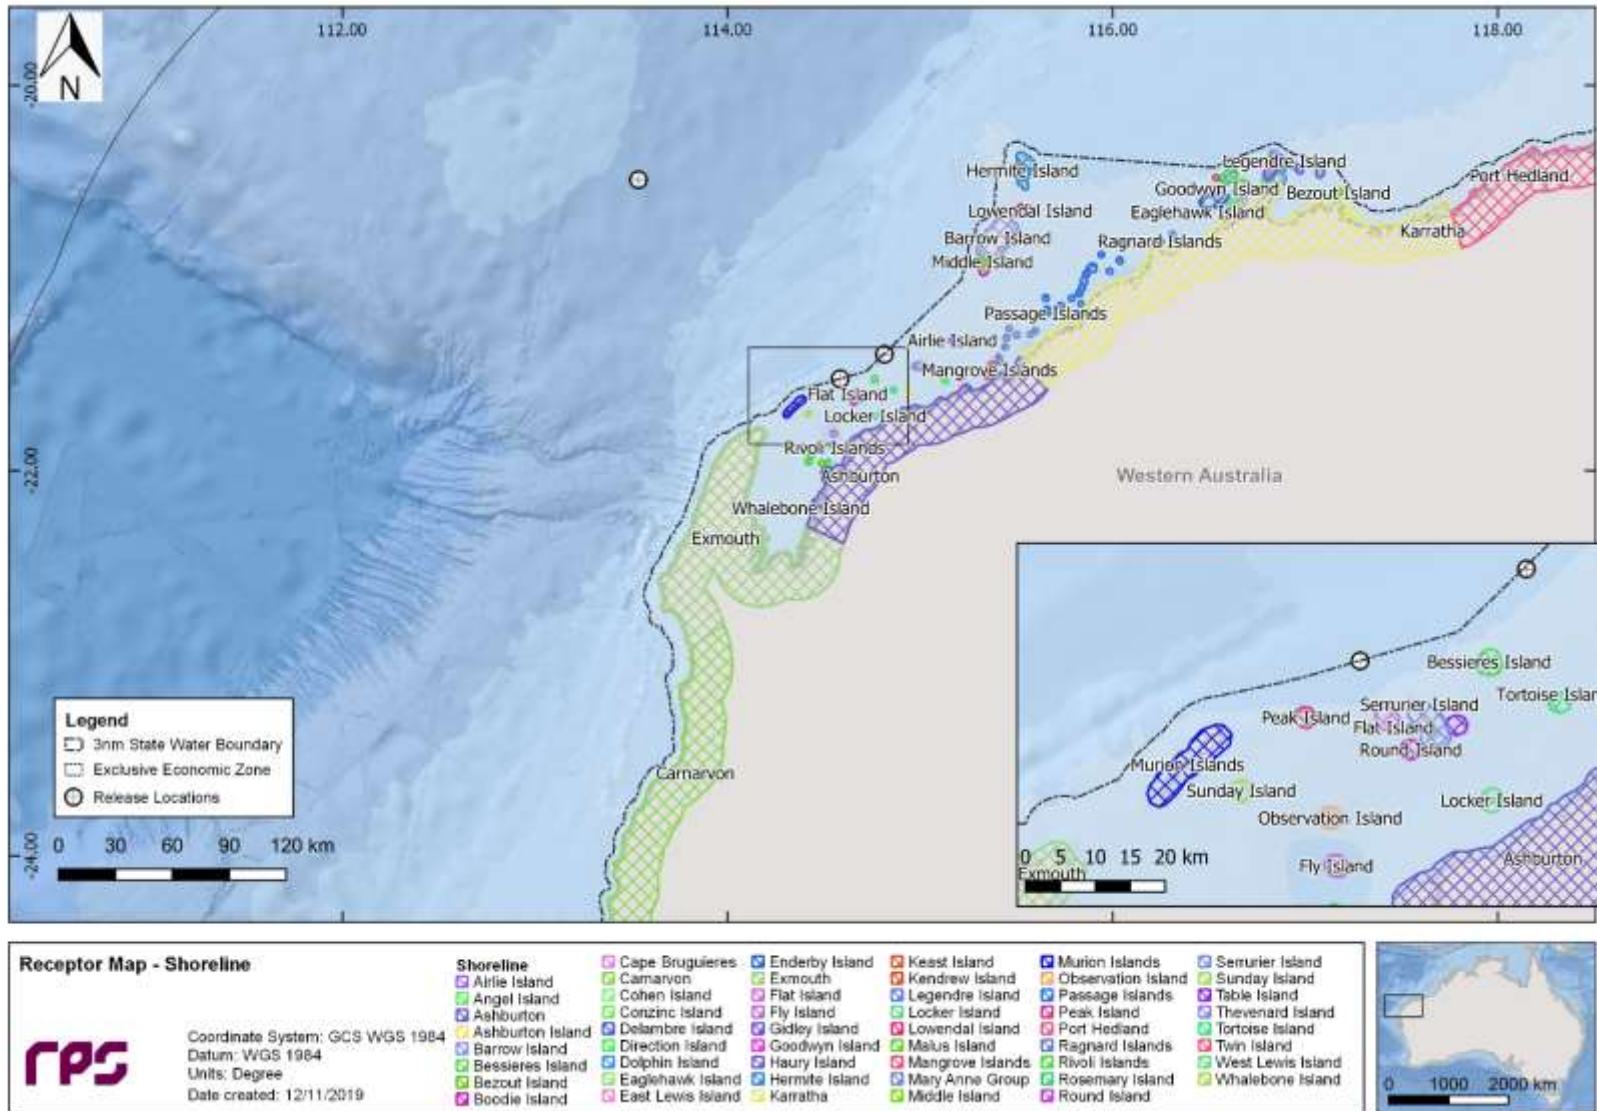 112.00 114.00 116.00 118.00
-20.00
-22.00
-24.00
N
Hermite Island
Legendre Island
Goodwyn Island
Bezout Island
Port Hedland
Lowendal Island
Eaglehawk Island
Karratha
Barrow Island
Ragnard Islands
Middle Island
Passage Islands
Airlie Island
Mangrove Islands
Flat Island
Locker Island
Rivoli Islands
Ashburton
Western Australia
Whalebone Island
Exmouth
Carnarvon
Legend
3nm State Water Boundary
Exclusive Economic Zone
Release Locations
0 30 60 90 120 km
Bessieres Island
Tortoise Islan
Serrurier Island
Peak Island
Flat Island
Round Island
Murion Islands
Sunday Island
Locker Island
Observation Island
Fly Island
Ashburton
0 5 10 15 20 km
Exmouth
Receptor Map - Shoreline
rps
Coordinate System: GCS WGS 1984
Datum: WGS 1984
Units: Degree
Date created: 12/11/2019
Shoreline
Airlie Island
Angel Island
Ashburton
Ashburton Island
Barrow Island
Bessieres Island
Bezout Island
Boodie Island
Cape Bruguieres
Carnarvon
Cohen Island
Conzinc Island
Delambre Island
Direction Island
Dolphin Island
Eaglehawk Island
East Lewis Island
Enderby Island
Exmouth
Flat Island
Fly Island
Gidley Island
Goodwyn Island
Haury Island
Hermite Island
Karratha
Keast Island
Kendrew Island
Legendre Island
Locker Island
Lowendal Island
Malus Island
Mangrove Islands
Mary Anne Group
Middle Island
Murion Islands
Observation Island
Passage Islands
Peak Island
Port Hedland
Ragnard Islands
Rivoli Islands
Rosemary Island
Round Island
Serrurier Island
Sunday Island
Table Island
Thevenard Island
Tortoise Island
Twin Island
West Lewis Island
Whalebone Island
0 1000 2000 km